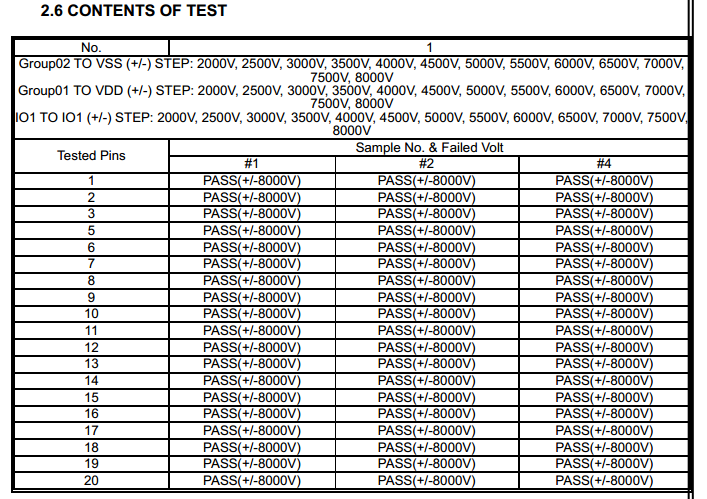 2.6 CONTENTS OF TEST
No. 1
Group02 TO VSS (+/-) STEP: 2000V, 2500V, 3000V, 3500V, 4000V, 4500V, 5000V, 5500V, 6000V, 6500V, 7000V,
7500V, 8000V
Group01 TO VDD (+/-) STEP: 2000V, 2500V, 3000V, 3500V, 4000V, 4500V, 5000V, 5500V, 6000V, 6500V, 7000V,
7500V, 8000V
IO1 TO IO1 (+/-) STEP: 2000V, 2500V, 3000V, 3500V, 4000V, 4500V, 5000V, 5500V, 6000V, 6500V, 7000V, 7500V,
8000V
Tested Pins Sample No. & Failed Volt
#1 #2 #4
1 PASS(+/-8000V) PASS(+/-8000V) PASS(+/-8000V)
2 PASS(+/-8000V) PASS(+/-8000V) PASS(+/-8000V)
3 PASS(+/-8000V) PASS(+/-8000V) PASS(+/-8000V)
5 PASS(+/-8000V) PASS(+/-8000V) PASS(+/-8000V)
6 PASS(+/-8000V) PASS(+/-8000V) PASS(+/-8000V)
7 PASS(+/-8000V) PASS(+/-8000V) PASS(+/-8000V)
8 PASS(+/-8000V) PASS(+/-8000V) PASS(+/-8000V)
9 PASS(+/-8000V) PASS(+/-8000V) PASS(+/-8000V)
10 PASS(+/-8000V) PASS(+/-8000V) PASS(+/-8000V)
11 PASS(+/-8000V) PASS(+/-8000V) PASS(+/-8000V)
12 PASS(+/-8000V) PASS(+/-8000V) PASS(+/-8000V)
13 PASS(+/-8000V) PASS(+/-8000V) PASS(+/-8000V)
14 PASS(+/-8000V) PASS(+/-8000V) PASS(+/-8000V)
15 PASS(+/-8000V) PASS(+/-8000V) PASS(+/-8000V)
16 PASS(+/-8000V) PASS(+/-8000V) PASS(+/-8000V)
17 PASS(+/-8000V) PASS(+/-8000V) PASS(+/-8000V)
18 PASS(+/-8000V) PASS(+/-8000V) PASS(+/-8000V)
19 PASS(+/-8000V) PASS(+/-8000V) PASS(+/-8000V)
20 PASS(+/-8000V) PASS(+/-8000V) PASS(+/-8000V)